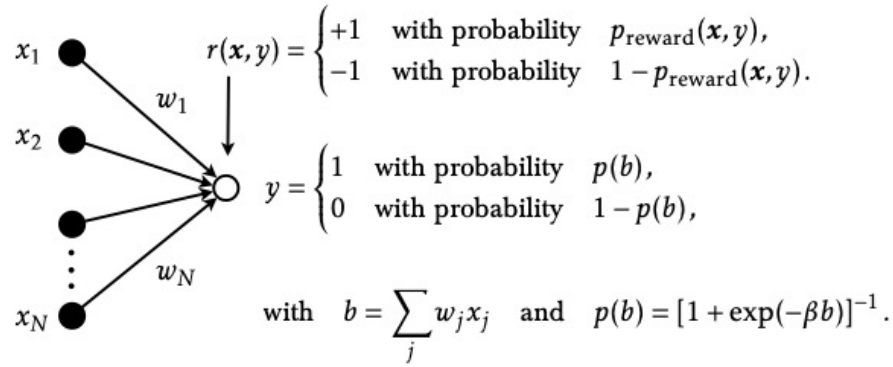 x₁
r(x, y) = { +1 with probability p_reward(x, y),
−1 with probability 1 − p_reward(x, y).
w₁
x₂
y = { 1 with probability p(b),
0 with probability 1 − p(b),
w_N
x_N
with b = ∑_j w_j x_j and p(b) = [1 + exp(−βb)]⁻¹.